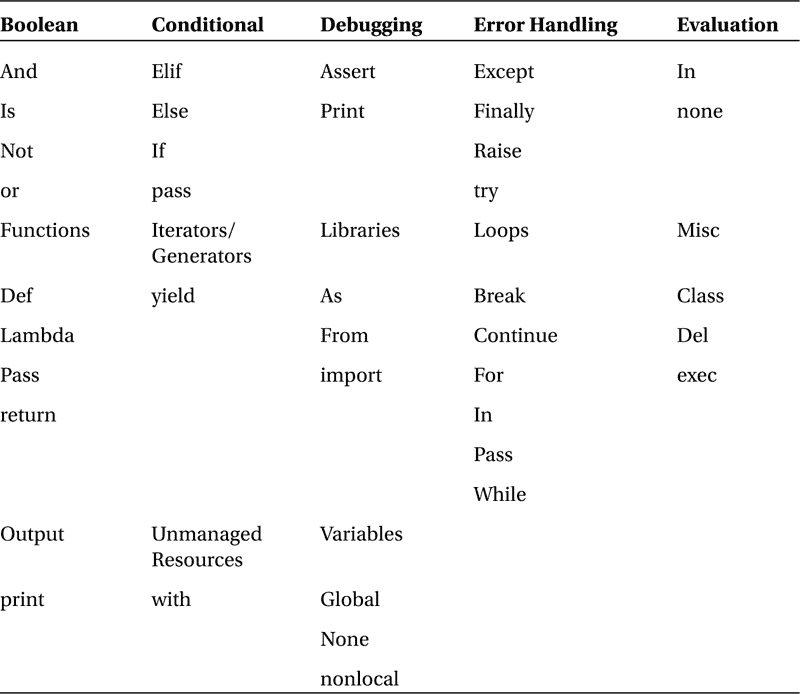 Boolean Conditional Debugging Error Handling Evaluation
And Elif Assert Except In
Is Else Print Finally none
Not If Raise
or pass try
Functions Iterators/ Libraries Loops Misc
Generators
Def yield As Break Class
Lambda From Continue Del
Pass import For exec
return In
Pass
While
Output Unmanaged Variables
Resources
print with Global
None
nonlocal